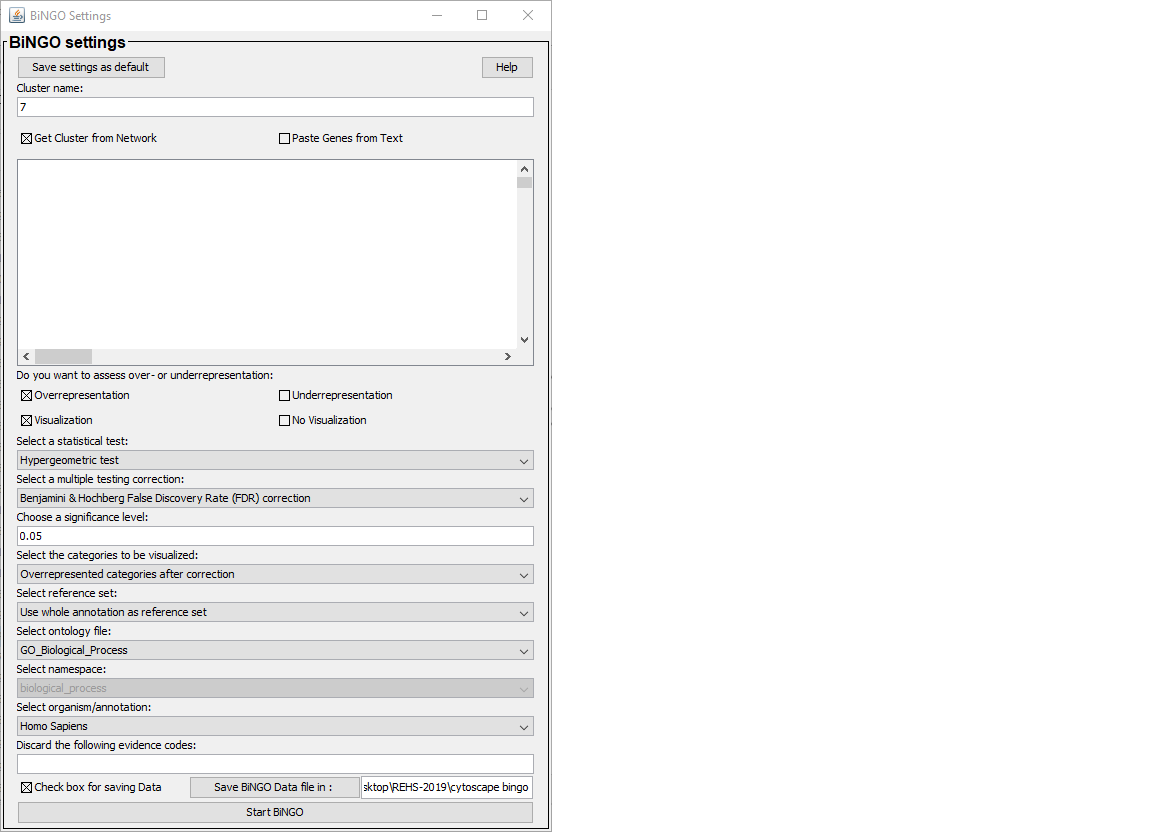 BiNGO Settings
BiNGO settings
Save settings as default Help
Cluster name:
7
Get Cluster from Network Paste Genes from Text
Do you want to assess over- or underrepresentation:
Overrepresentation Underrepresentation
Visualization No Visualization
Select a statistical test:
Hypergeometric test
Select a multiple testing correction:
Benjamini & Hochberg False Discovery Rate (FDR) correction
Choose a significance level:
0.05
Select the categories to be visualized:
Overrepresented categories after correction
Select reference set:
Use whole annotation as reference set
Select ontology file:
GO_Biological_Process
Select namespace:
biological_process
Select organism/annotation:
Homo Sapiens
Discard the following evidence codes:
Check box for saving Data Save BiNGO Data file in : sktop\REHS-2019\cytoscape bingo
Start BiNGO